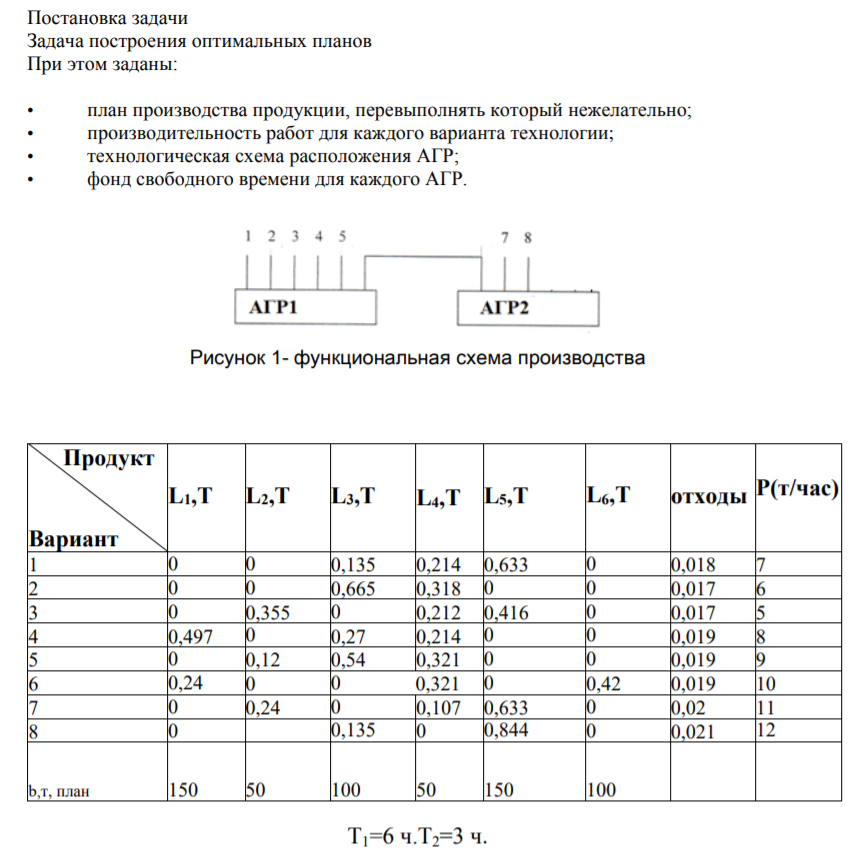 Постановка задачи
Задача построения оптимальных планов
При этом заданы:
• план производства продукции, перевыполнять который нежелательно;
• производительность работ для каждого варианта технологии;
• технологическая схема расположения АГР;
• фонд свободного времени для каждого АГР.
1 2 3 4 5 7 8
АГР1 АГР2
Рисунок 1- функциональная схема производства
Продукт
Вариант L₁,Т L₂,Т L₃,Т L₄,Т L₅,Т L₆,Т отходы Р(т/час)
1 0 0 0,135 0,214 0,633 0 0,018 7
2 0 0 0,665 0,318 0 0 0,017 6
3 0 0,355 0 0,212 0,416 0 0,017 5
4 0,497 0 0,27 0,214 0 0 0,019 8
5 0 0,12 0,54 0,321 0 0 0,019 9
6 0,24 0 0 0,321 0 0,42 0,019 10
7 0 0,24 0 0,107 0,633 0 0,02 11
8 0 0,135 0 0,844 0 0,021 12
b,т, план 150 50 100 50 150 100
Т₁=6 ч.Т₂=3 ч.